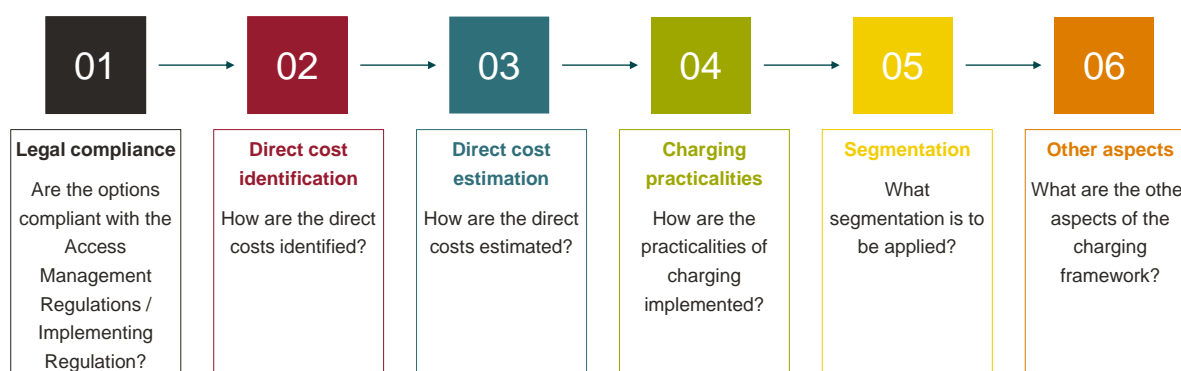 01
02
03
04
05
06
Legal compliance
Are the options
compliant with the
Access
Management
Regulations /
Implementing
Regulation?
Direct cost
identification
How are the direct
costs identified?
Direct cost
estimation
How are the direct
costs estimated?
Charging
practicalities
How are the
practicalities of
charging
implemented?
Segmentation
What
segmentation is to
be applied?
Other aspects
What are the othe
aspects of the
charging
framework?